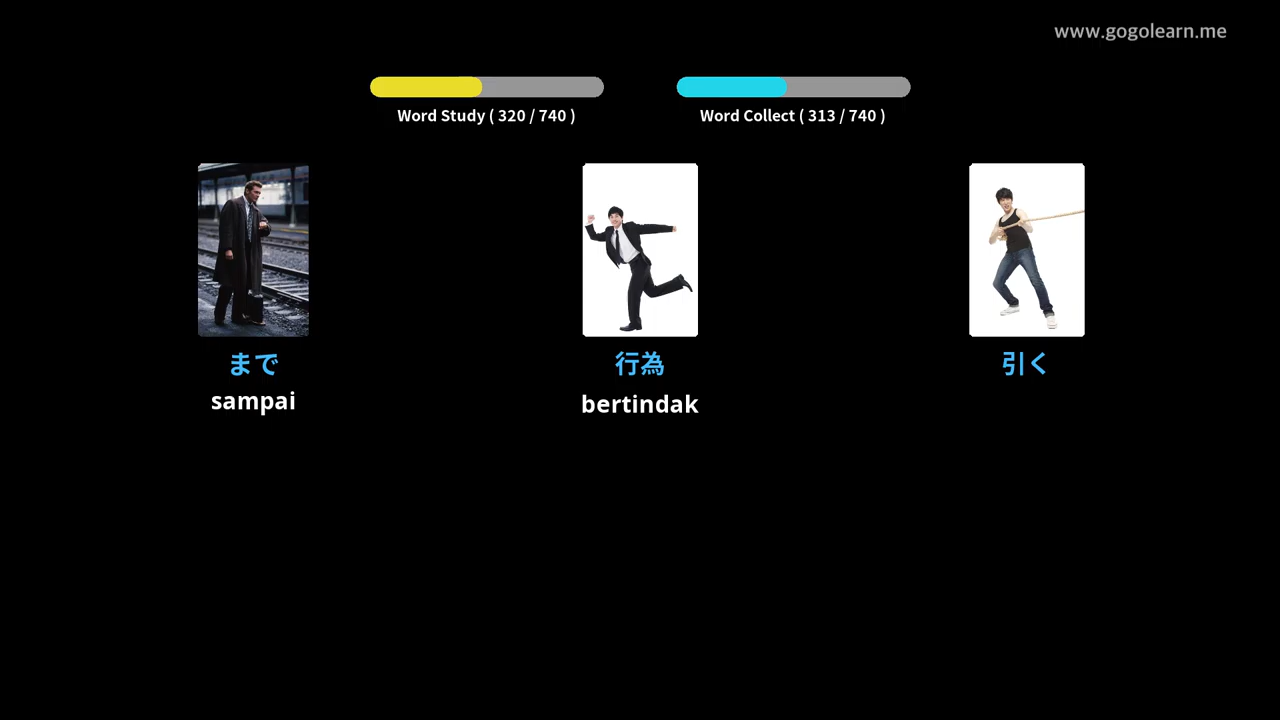 www.gogolearn.me
Word Study ( 320 / 740 )
Word Collect ( 313 / 740 )
まで
行為
引く
sampai
bertindak